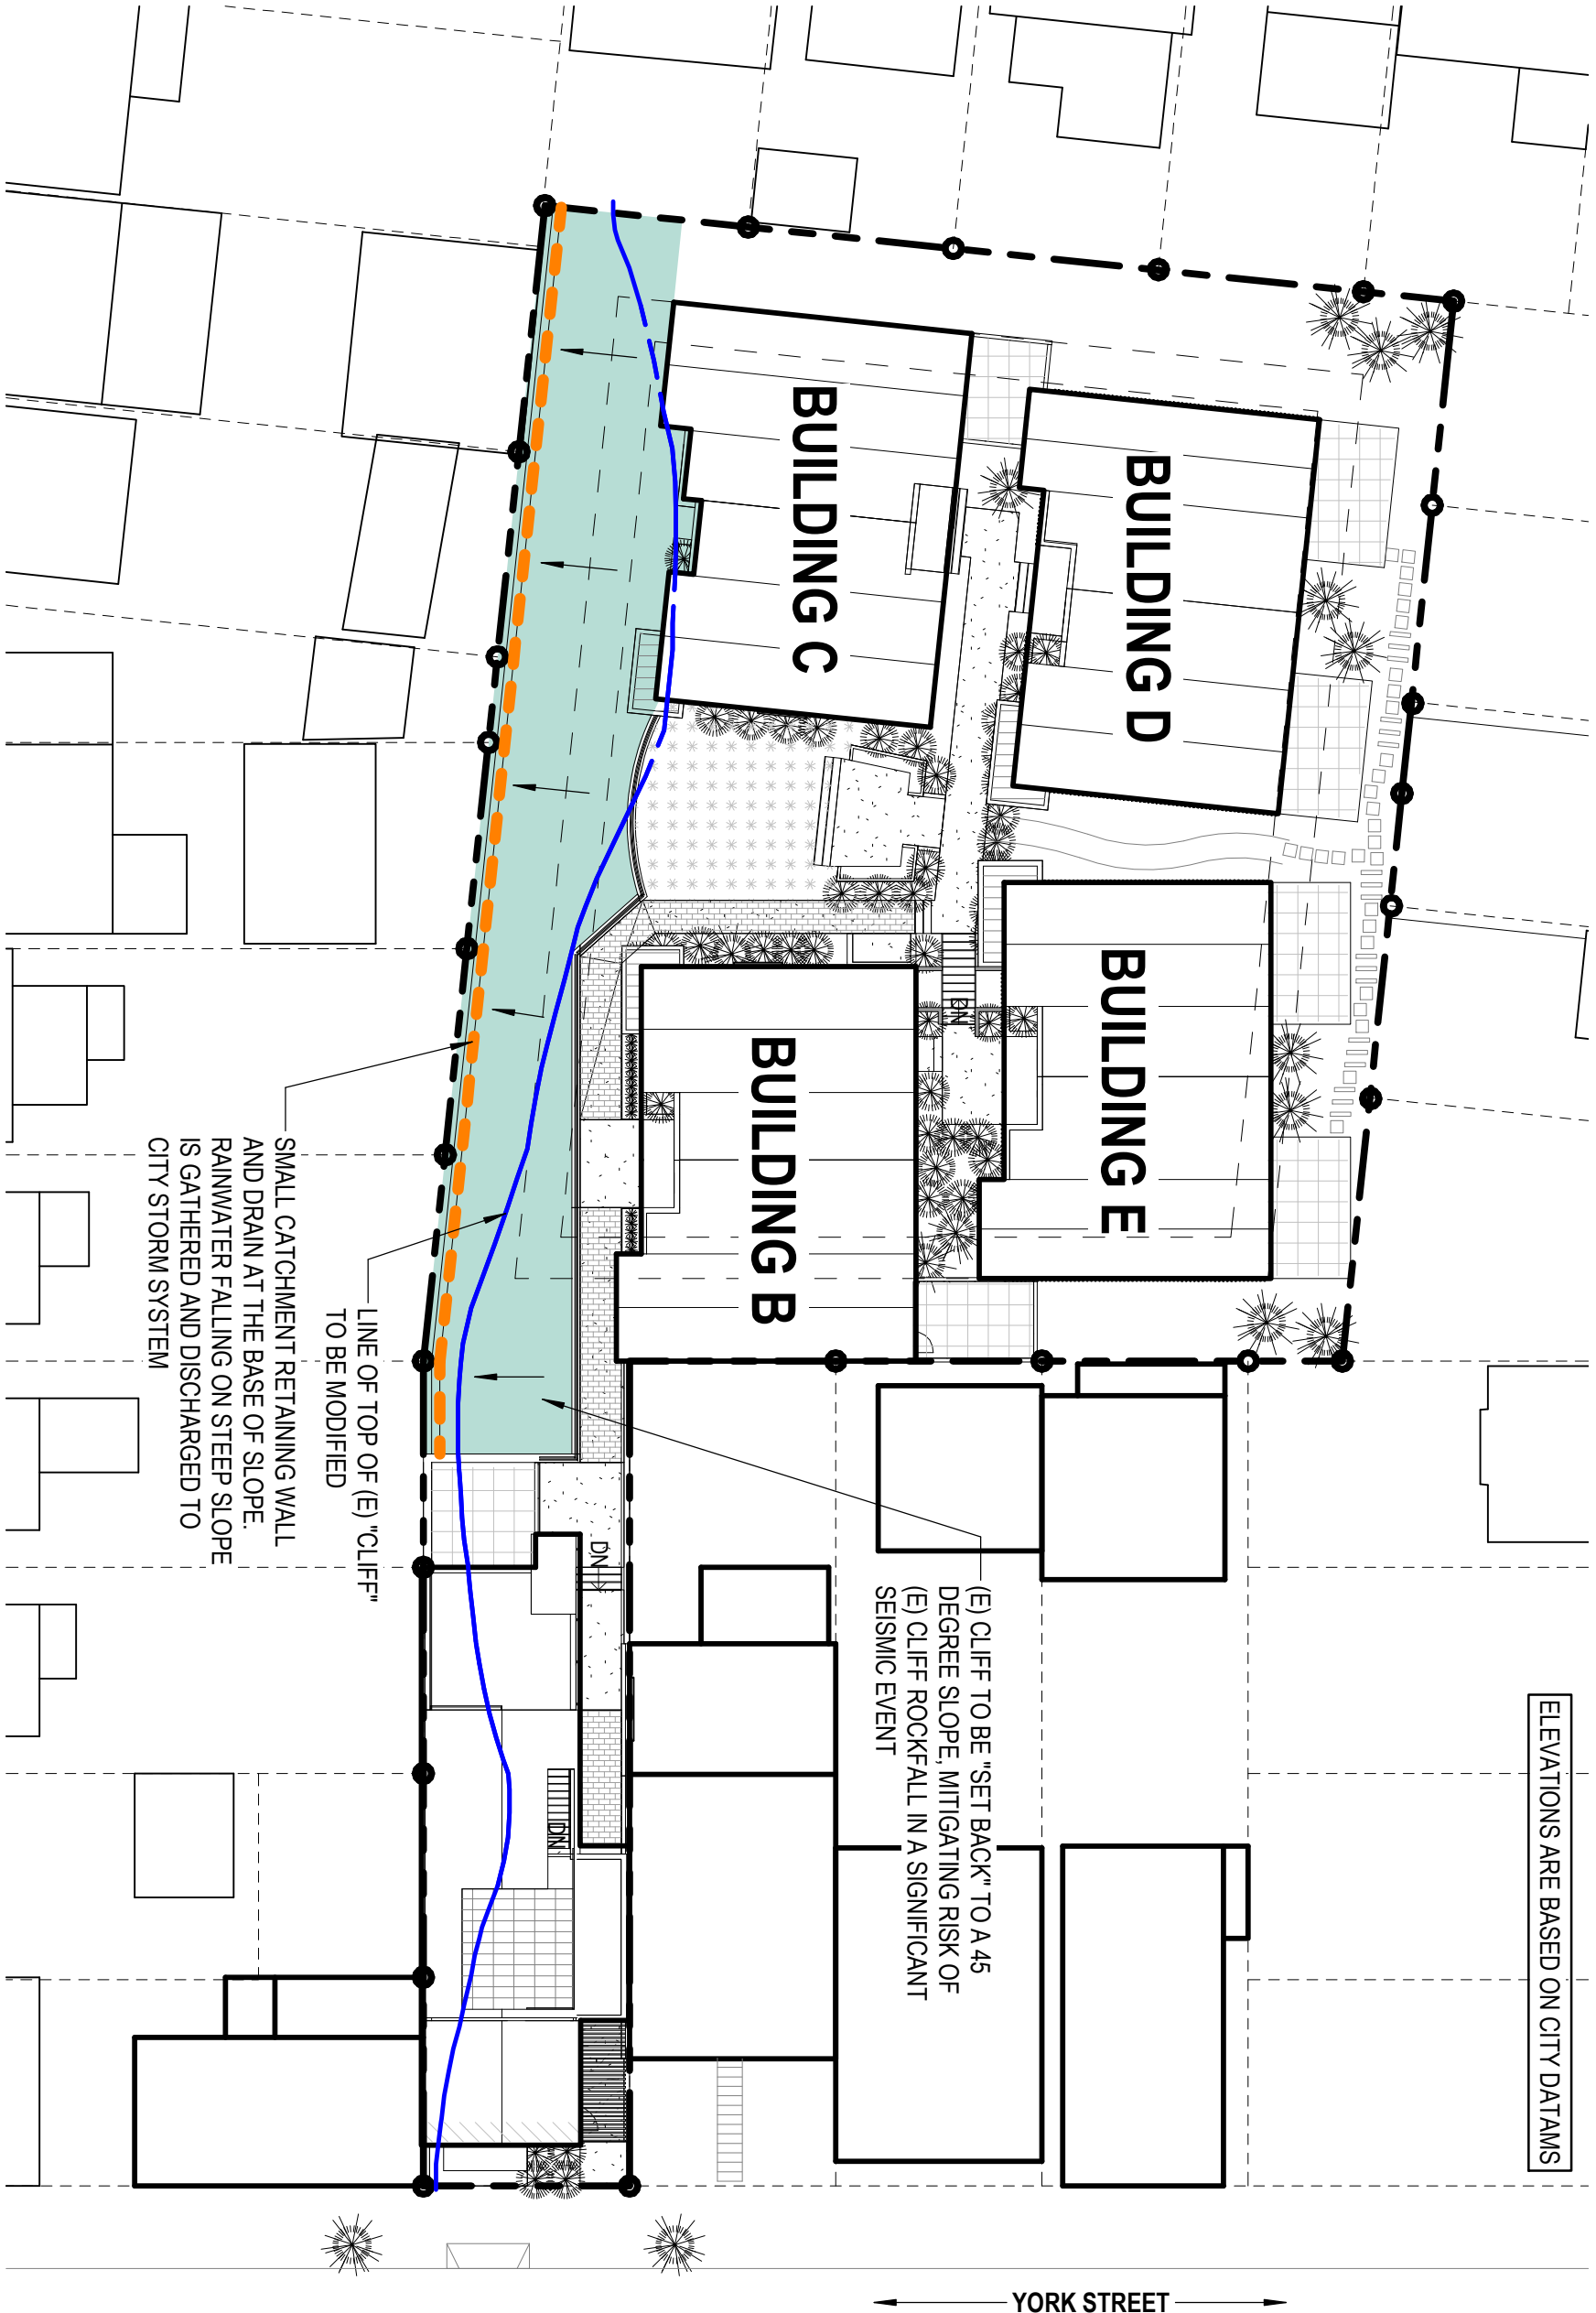 BUILDING C
BUILDING D
BUILDING E
BUILDING B
DN
DN
DN
SMALL CATCHMENT RETAINING WALL
AND DRAIN AT THE BASE OF SLOPE.
RAINWATER FALLING ON STEEP SLOPE
IS GATHERED AND DISCHARGED TO
CITY STORM SYSTEM
LINE OF TOP OF (E) "CLIFF"
TO BE MODIFIED
(E) CLIFF TO BE "SET BACK" TO A 45
DEGREE SLOPE, MITIGATING RISK OF
(E) CLIFF ROCKFALL IN A SIGNIFICANT
SEISMIC EVENT
ELEVATIONS ARE BASED ON CITY DATAMS
YORK STREET